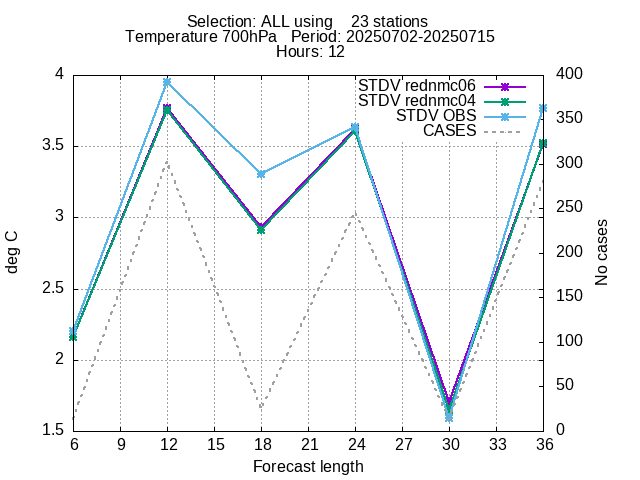 Selection: ALL using    23 stations
Temperature 700hPa   Period: 20250702-20250715
Hours: 12
STDV rednmc06
STDV rednmc04
STDV OBS
CASES
4
3.5
3
2.5
2
1.5
400
350
300
250
200
150
100
50
0
deg C
No cases
6 9 12 15 18 21 24 27 30 33 36
Forecast length